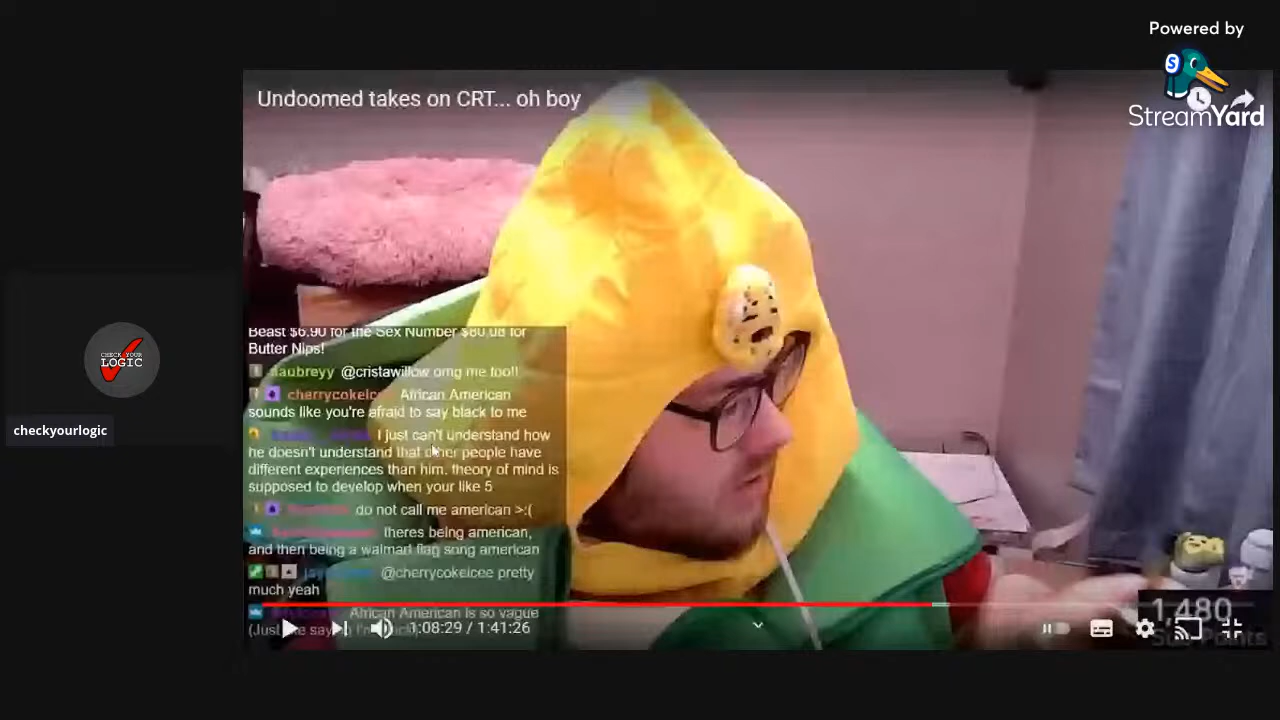 Powered by
StreamYard
Undoomed takes on CRT... oh boy
CHECK YOUR
LOGIC
checkyourlogic
Beast $6.90 for the Sex Number $80.08 for
Butter Nips!
@cristawillow omg me too!!
African American
sounds like you're afraid to say black to me
I just can't understand how
he doesn't understand that other people have
different experiences than him. theory of mind is
supposed to develop when your like 5
do not call me american >:(
theres being american,
and then being a walmart flag song american
@cherrycokeicee pretty
much yeah
African American is so vague
(Just
1:08:29 / 1:41:26
1,480
Sub Points